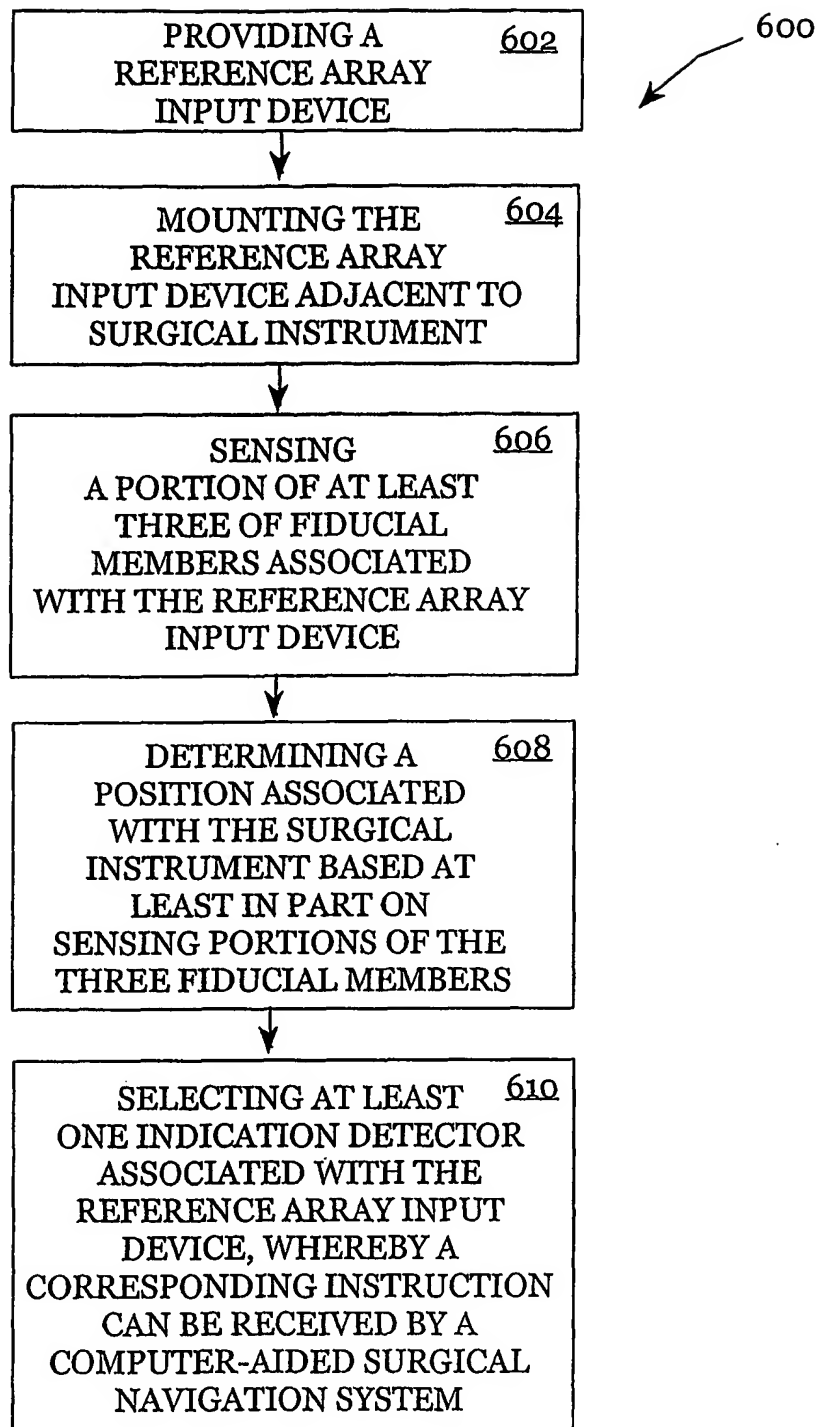 600
PROVIDING A 602
REFERENCE ARRAY
INPUT DEVICE
MOUNTING THE 604
REFERENCE ARRAY
INPUT DEVICE ADJACENT TO
SURGICAL INSTRUMENT
SENSING 606
A PORTION OF AT LEAST
THREE OF FIDUCIAL
MEMBERS ASSOCIATED
WITH THE REFERENCE ARRAY
INPUT DEVICE
DETERMINING A 608
POSITION ASSOCIATED
WITH THE SURGICAL
INSTRUMENT BASED AT
LEAST IN PART ON
SENSING PORTIONS OF THE
THREE FIDUCIAL MEMBERS
SELECTING AT LEAST 610
ONE INDICATION DETECTOR
ASSOCIATED WITH THE
REFERENCE ARRAY INPUT
DEVICE, WHEREBY A
CORRESPONDING INSTRUCTION
CAN BE RECEIVED BY A
COMPUTER-AIDED SURGICAL
NAVIGATION SYSTEM